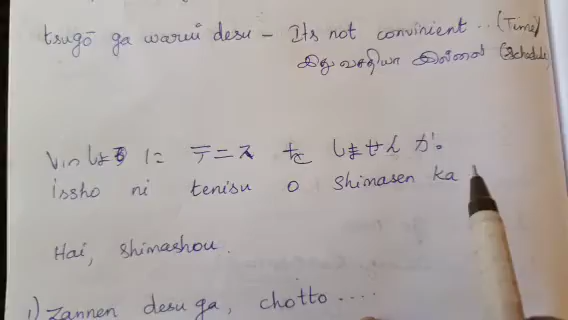 tsugō ga warui desu - Its not convinient .. (Time)
இது வசதியா இல்லை (Schedule)
いっしょうに テニス を しませんか。
issho ni tenisu o shimasen ka
Hai, shimashou.
1) Zannen desu ga, chotto ....